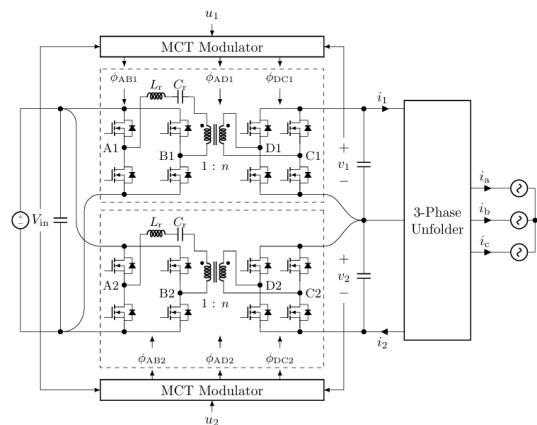 u1
MCT Modulator
ϕAB1 ϕAD1 ϕDC1
Lr Cr
i1
A1 B1 D1 C1
+
v1
−
1 : n
ia
Vin
+
−
3-Phase
Unfolder
ib
ic
Lr Cr
+
v2
−
A2 B2 D2 C2
1 : n
i2
ϕAB2 ϕAD2 ϕDC2
MCT Modulator
u2